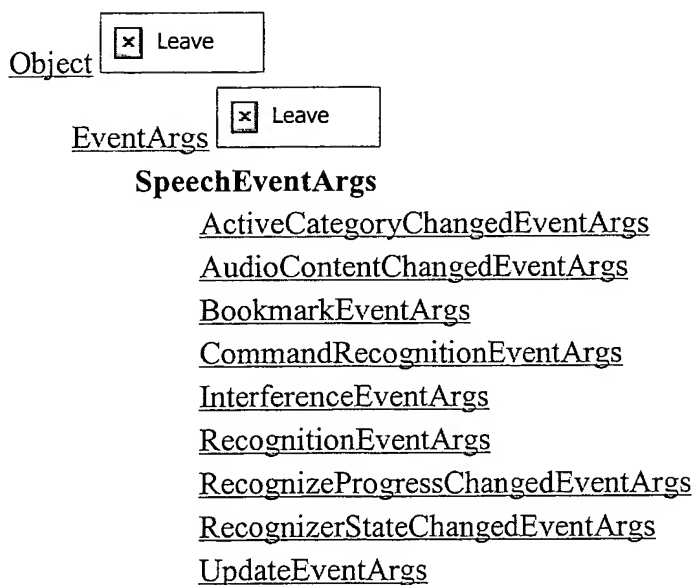 Object Leave
EventArgs Leave
SpeechEventArgs
ActiveCategoryChangedEventArgs
AudioContentChangedEventArgs
BookmarkEventArgs
CommandRecognitionEventArgs
InterferenceEventArgs
RecognitionEventArgs
RecognizeProgressChangedEventArgs
RecognizerStateChangedEventArgs
UpdateEventArgs